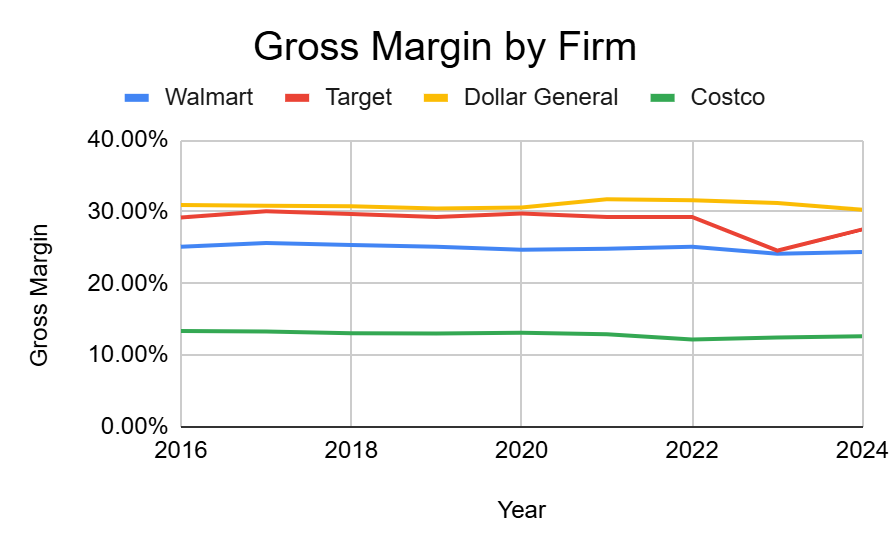 Gross Margin by Firm
Walmart Target Dollar General Costco
40.00%
30.00%
20.00%
10.00%
0.00%
Gross Margin
2016 2018 2020 2022 2024
Year